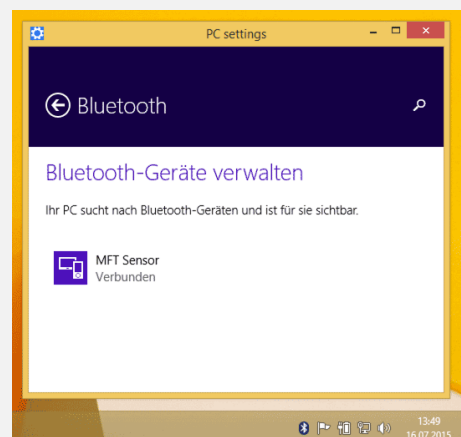 PC settings
Bluetooth
Bluetooth-Geräte verwalten
Ihr PC sucht nach Bluetooth-Geräten und ist für sie sichtbar.
MFT Sensor
Verbunden
13:49
16.07.2015